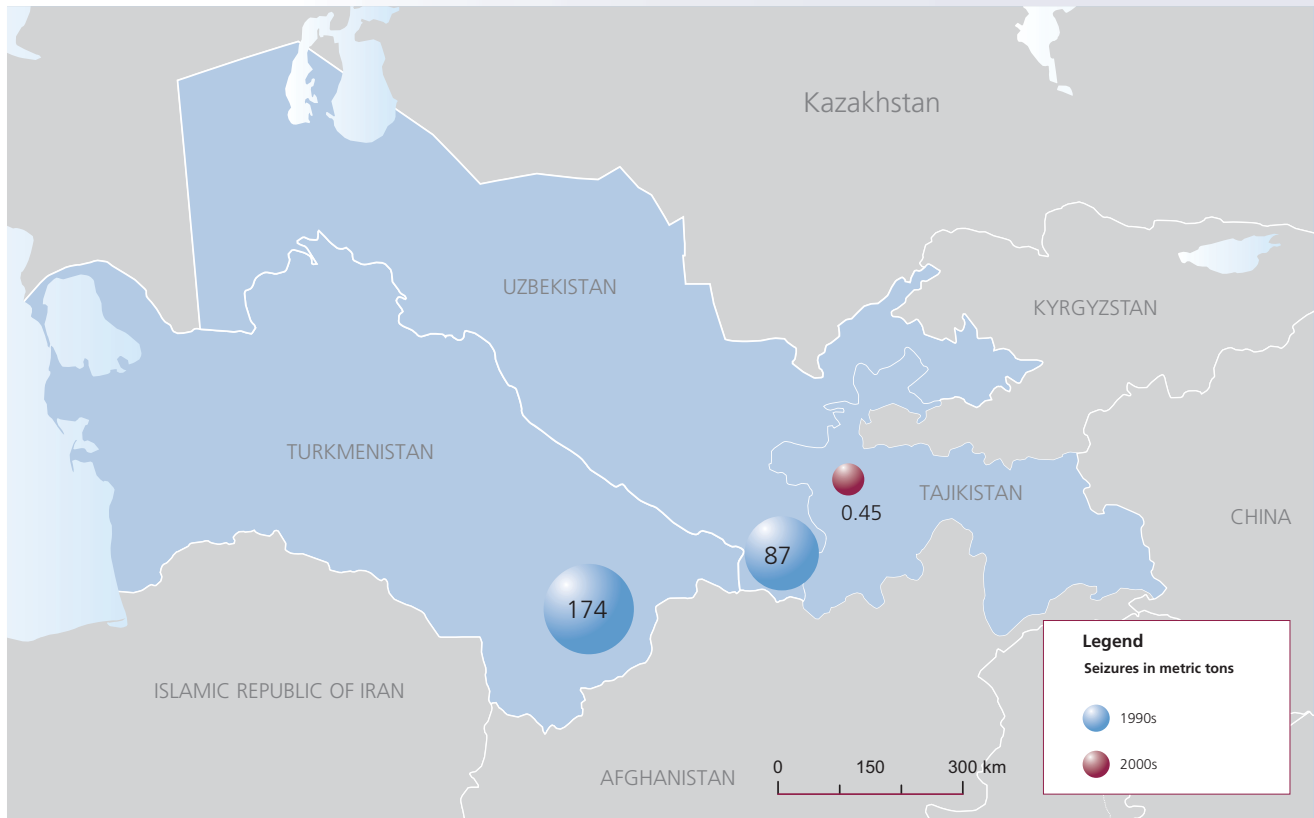 Kazakhstan
UZBEKISTAN
KYRGYZSTAN
TURKMENISTAN
TAJIKISTAN
0.45
CHINA
87
174
ISLAMIC REPUBLIC OF IRAN
AFGHANISTAN
0 150 300 km
Legend
Seizures in metric tons
1990s
2000s